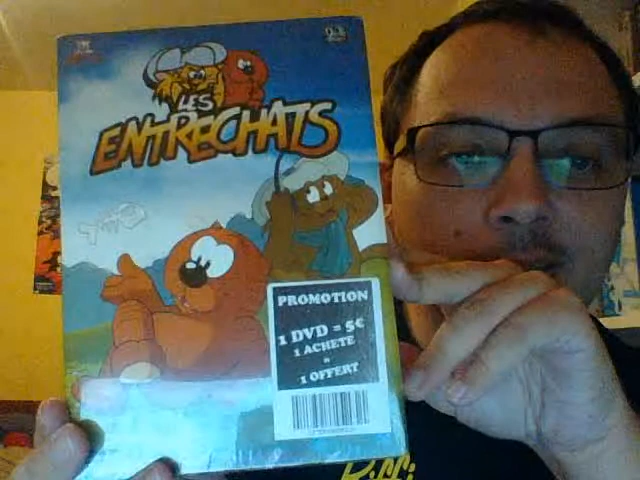 LES
ENTRECHATS
PROMOTION
1 DVD = 5€
1 ACHETE
=
1 OFFERT